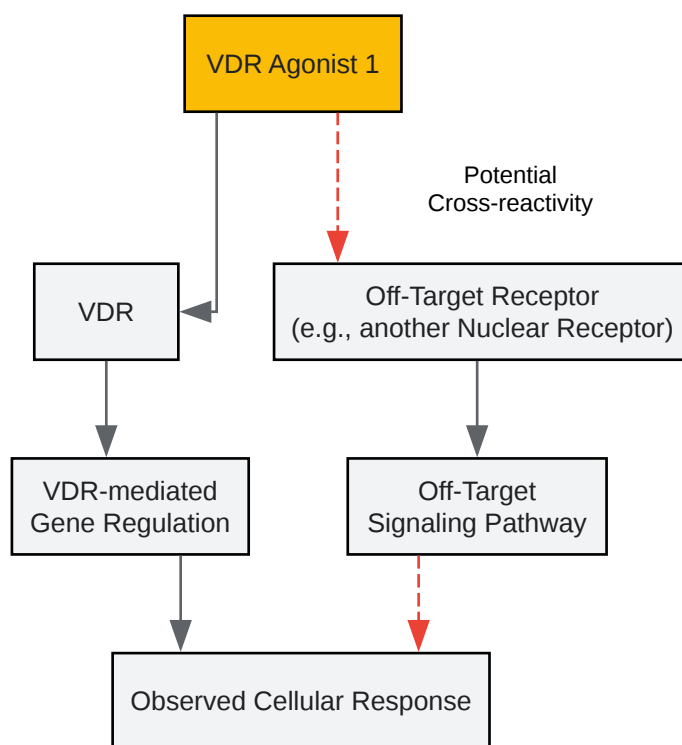 VDR Agonist 1
Potential
Cross-reactivity
VDR
Off-Target Receptor
(e.g., another Nuclear Receptor)
VDR-mediated
Gene Regulation
Off-Target
Signaling Pathway
Observed Cellular Response